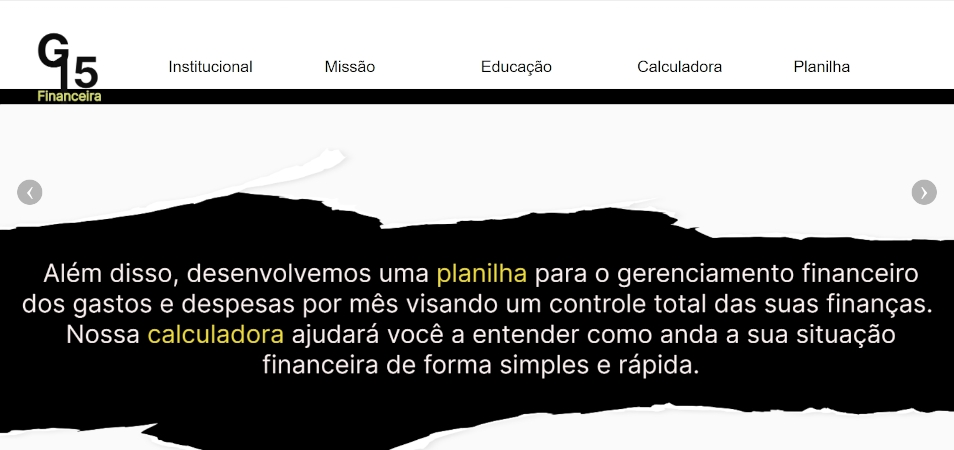 G15
Financeira
Institucional Missão Educação Calculadora Planilha
Além disso, desenvolvemos uma planilha para o gerenciamento financeiro
dos gastos e despesas por mês visando um controle total das suas finanças.
Nossa calculadora ajudará você a entender como anda a sua situação
financeira de forma simples e rápida.